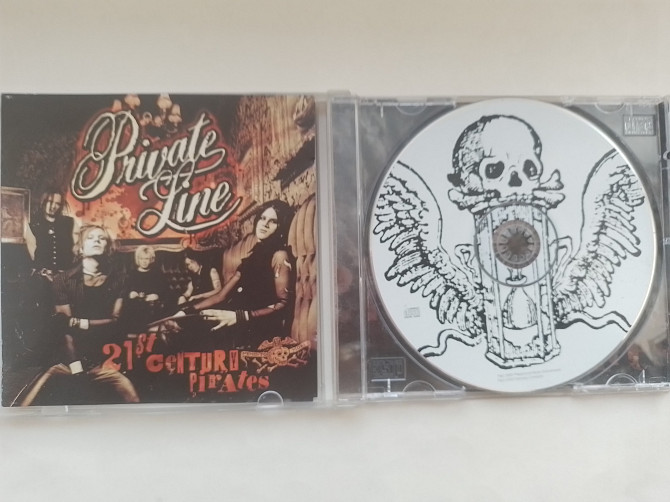 Private
Line
21st
CENTURY
PirAtes